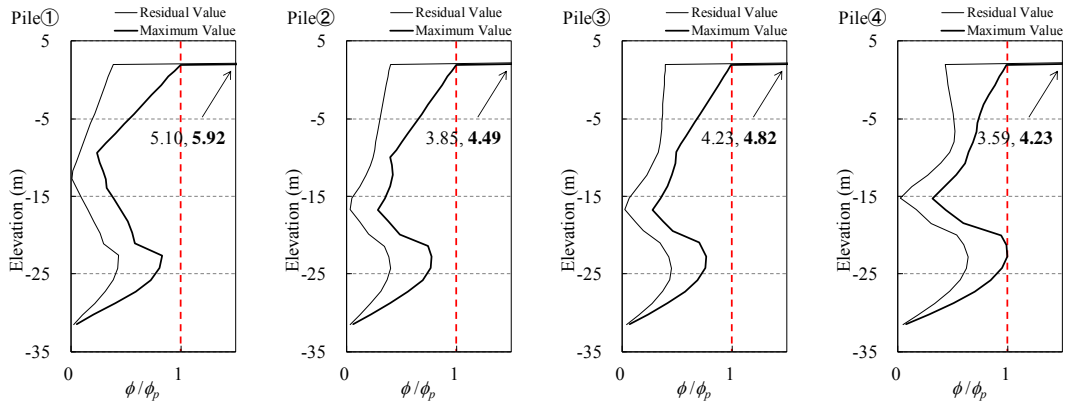 Pile①
Residual Value
Maximum Value
5
-5
-15
-25
-35
Elevation (m)
5.10, 5.92
0
1
ϕ/ϕp
Pile②
Residual Value
Maximum Value
5
-5
-15
-25
-35
Elevation (m)
3.85, 4.49
0
1
ϕ/ϕp
Pile③
Residual Value
Maximum Value
5
-5
-15
-25
-35
Elevation (m)
4.23, 4.82
0
1
ϕ/ϕp
Pile④
Residual Value
Maximum Value
5
-5
-15
-25
-35
Elevation (m)
3.59, 4.23
0
1
ϕ/ϕp